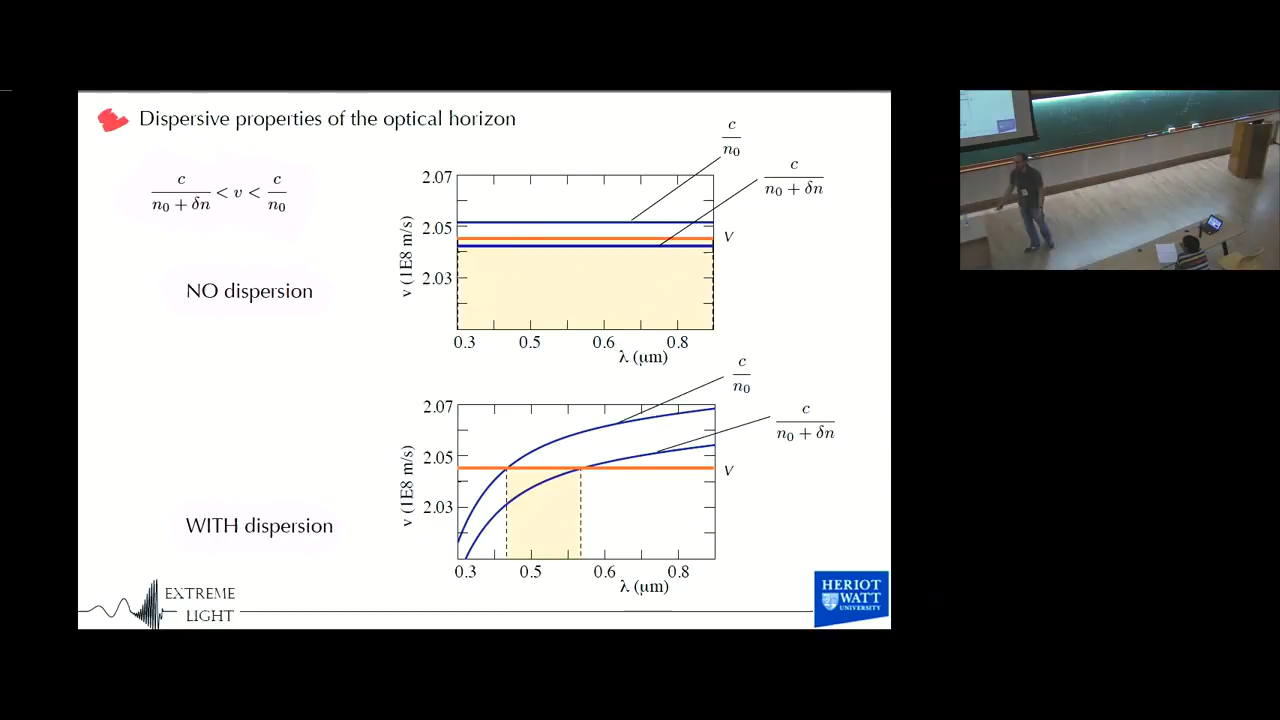 Dispersive properties of the optical horizon
c/(n₀ + δn) < v < c/n₀
NO dispersion
c/n₀
c/(n₀ + δn)
2.07
2.05
2.03
v (1E8 m/s)
V
0.3 0.5 0.6 0.8
λ (μm)
WITH dispersion
c/n₀
c/(n₀ + δn)
2.07
2.05
2.03
v (1E8 m/s)
V
0.3 0.5 0.6 0.8
λ (μm)
EXTREME
LIGHT
HERIOT
WATT
UNIVERSITY